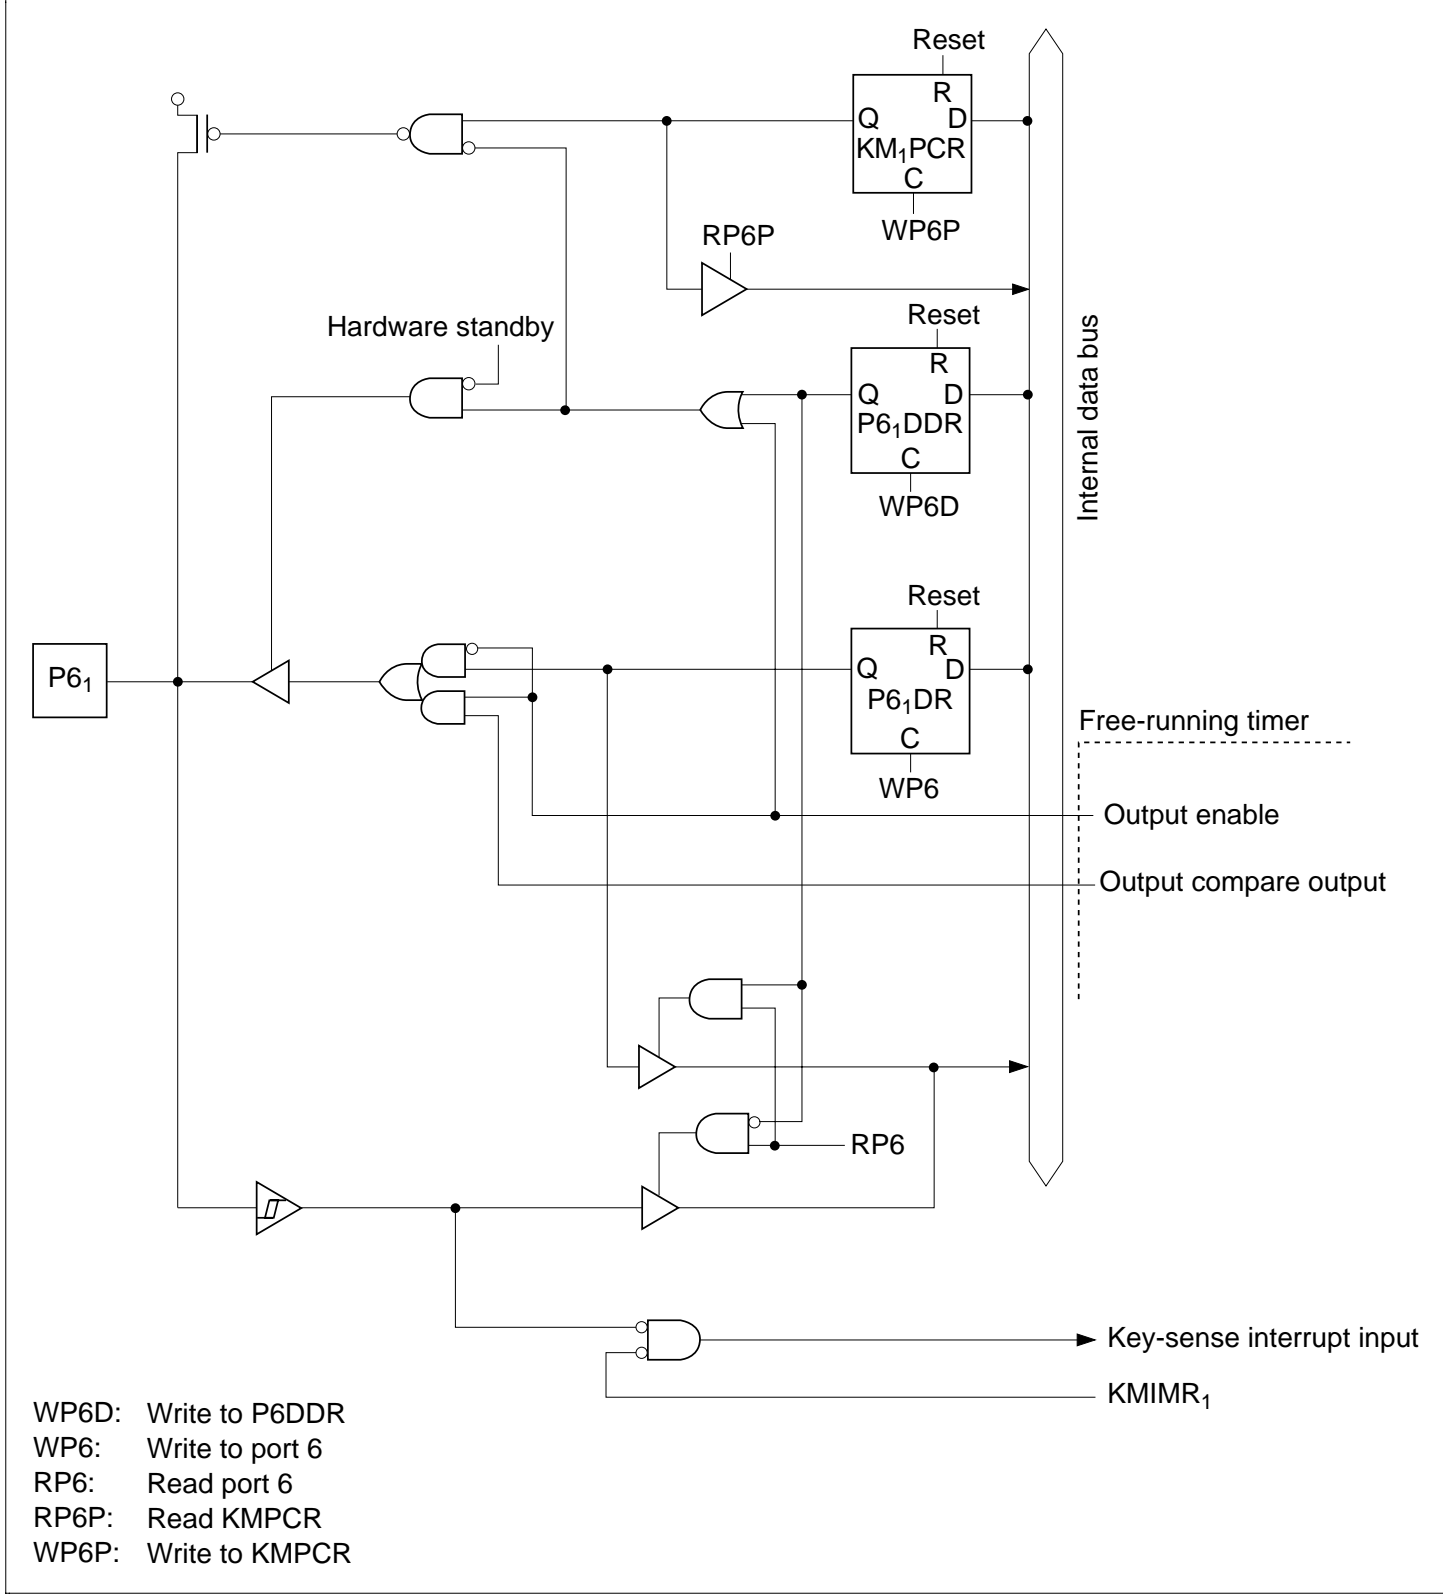 Reset
R
Q D
KM₁PCR
C
WP6P
RP6P
Hardware standby
Reset
R
Q D
P6₁DDR
C
WP6D
Internal data bus
Reset
R
Q D
P6₁DR
C
WP6
P6₁
Free-running timer
Output enable
Output compare output
RP6
Key-sense interrupt input
KMIMR₁
WP6D: Write to P6DDR
WP6: Write to port 6
RP6: Read port 6
RP6P: Read KMPCR
WP6P: Write to KMPCR